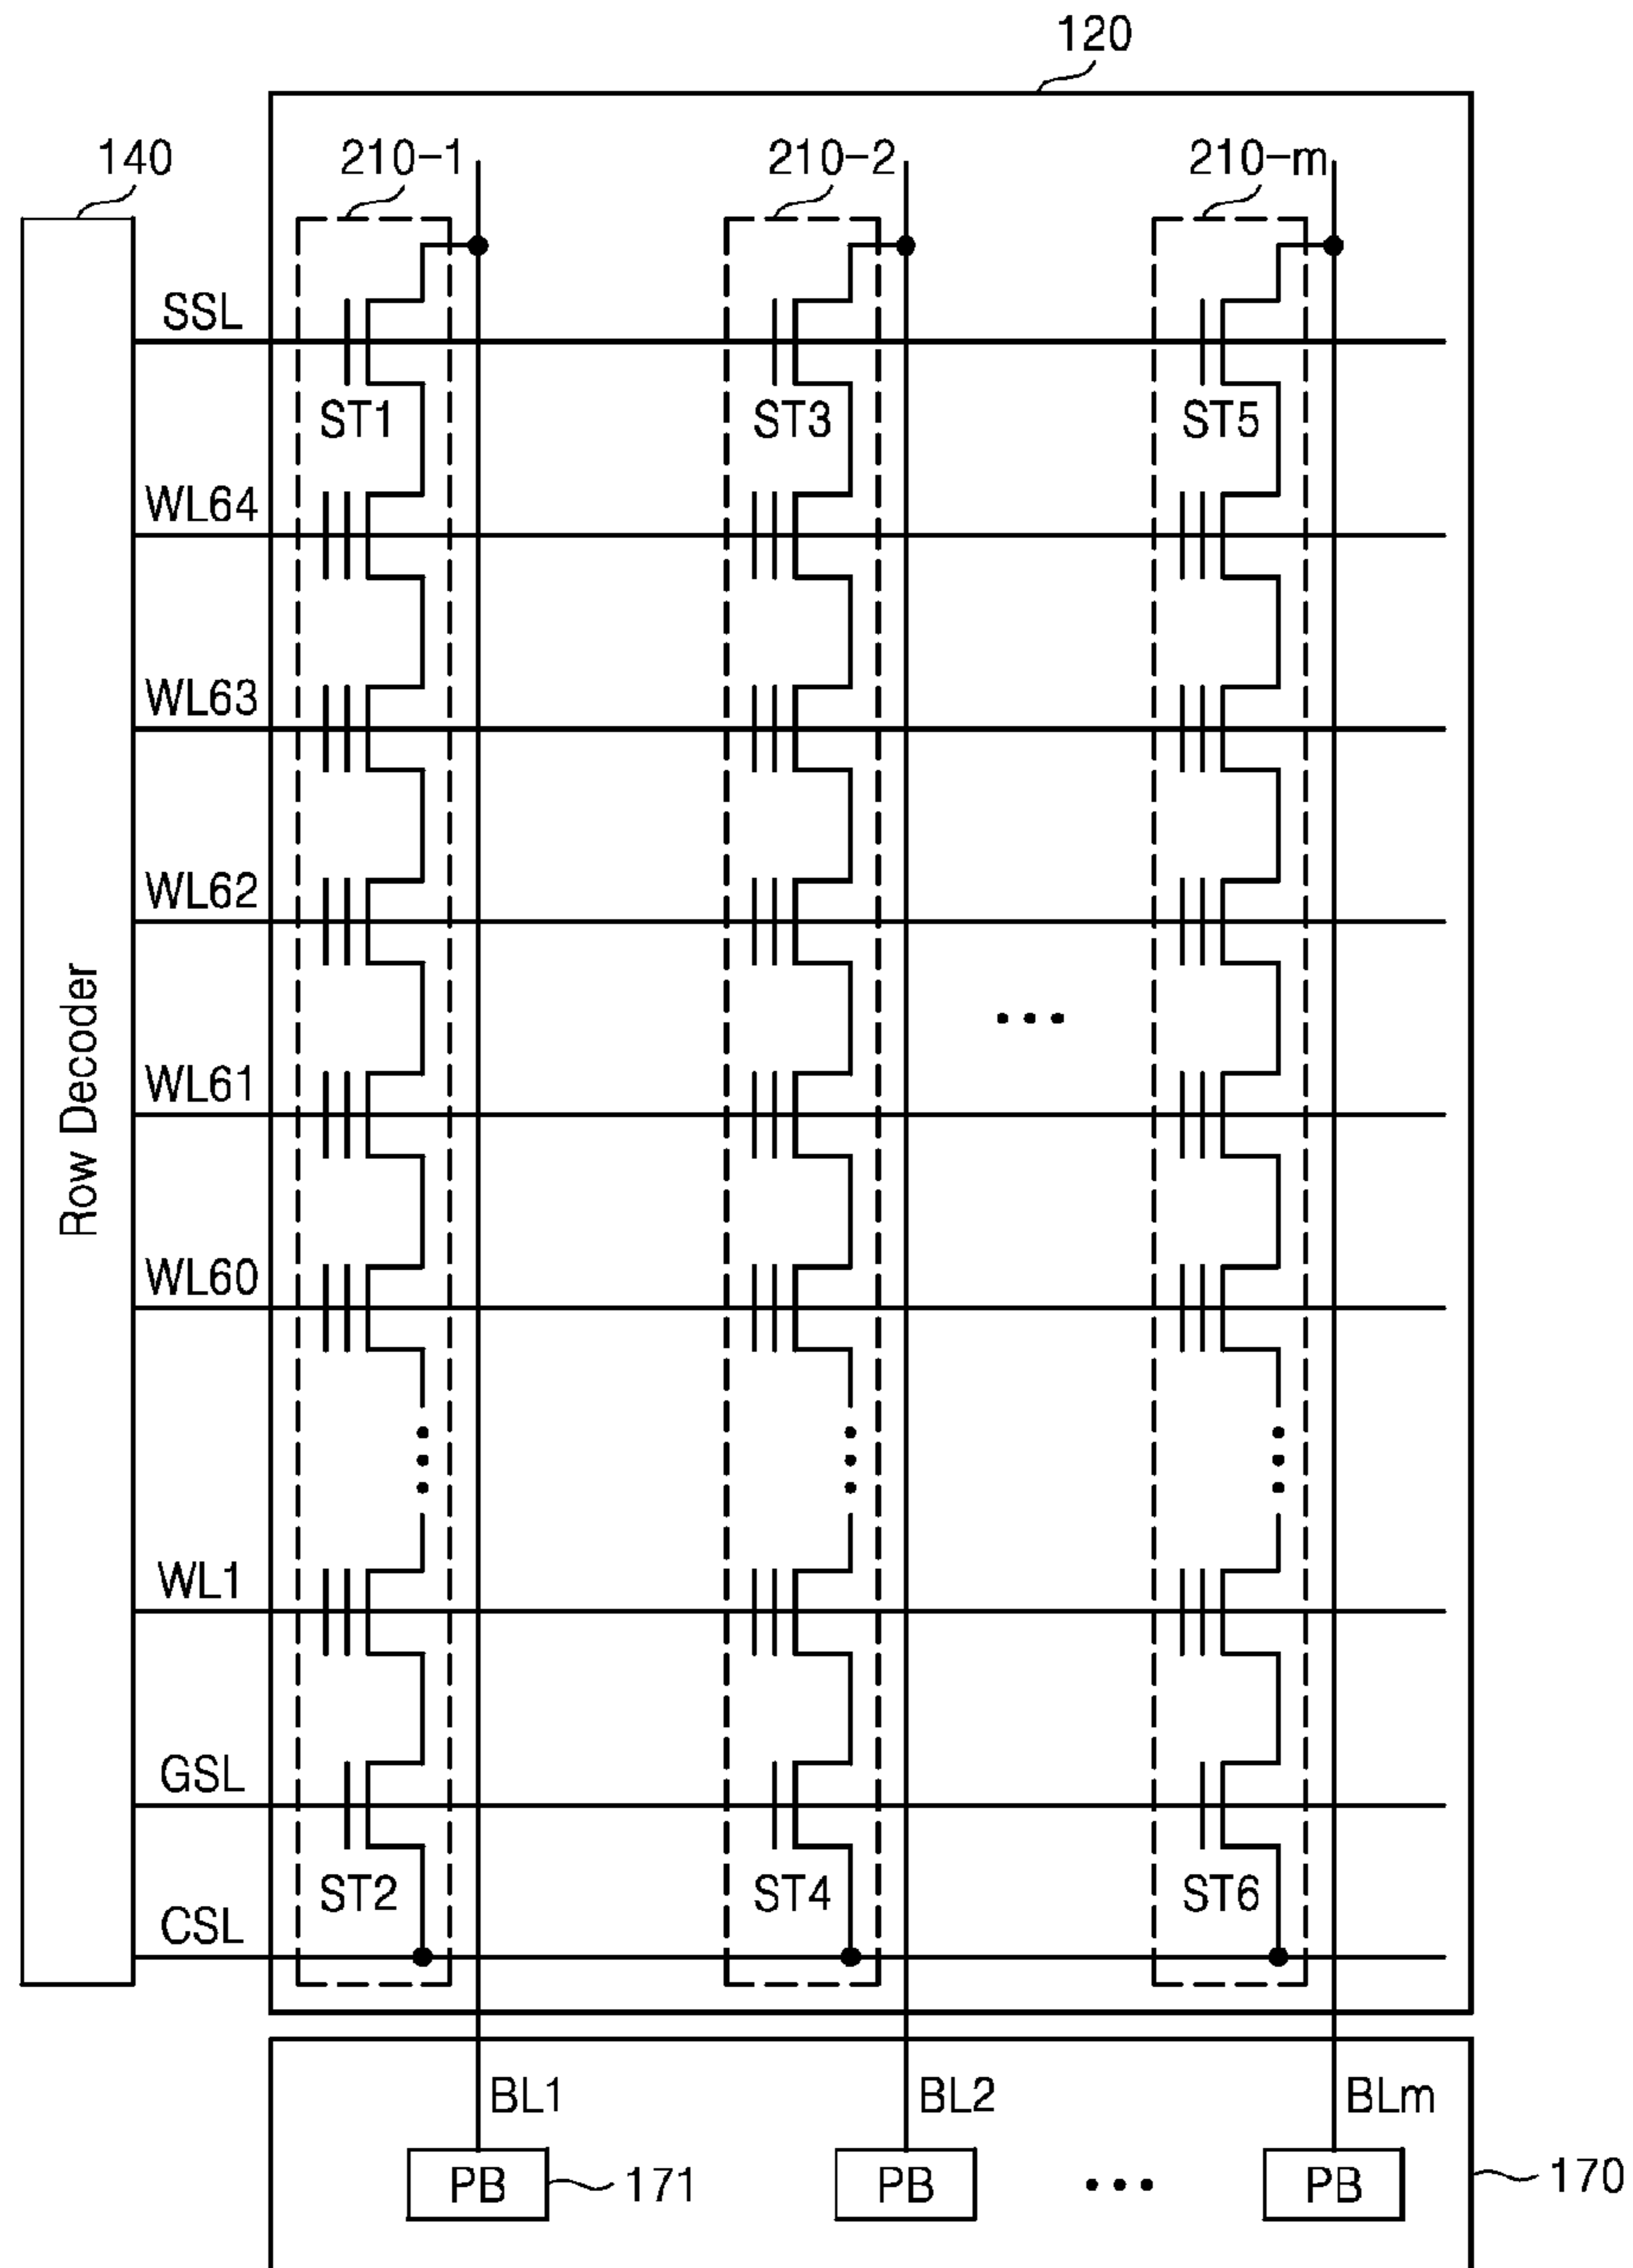 120
140
210-1
210-2
210-m
SSL
ST1
ST3
ST5
WL64
WL63
WL62
...
Row Decoder
WL61
WL60
WL1
GSL
ST2
ST4
ST6
CSL
BL1
BL2
BLm
PB
171
PB
...
PB
170